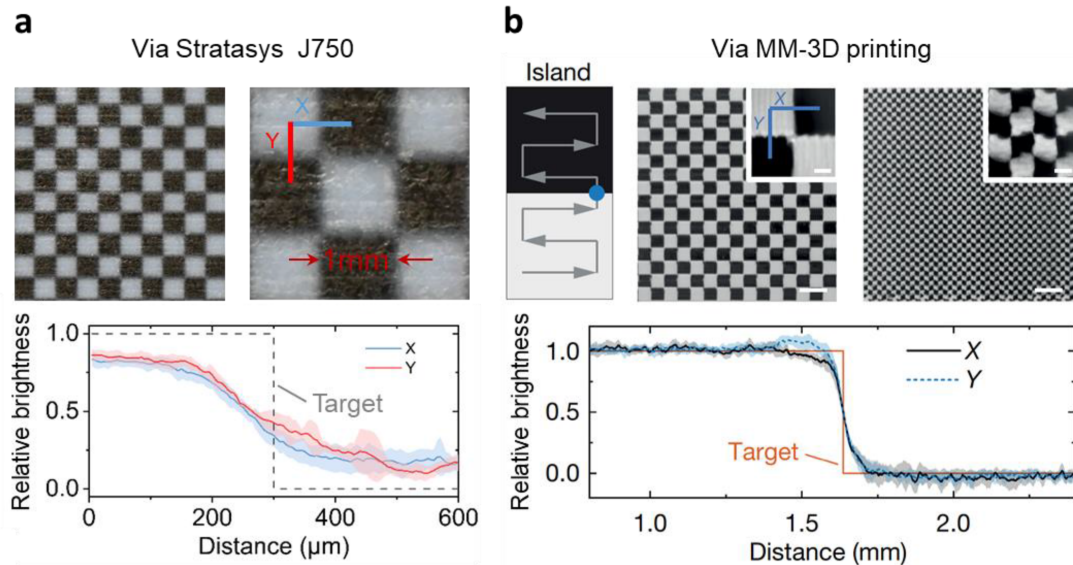 a
Via Stratasys J750
X
Y
1mm
Relative brightness
1.0
0.5
0.0
X
Y
Target
0
200
400
600
Distance (μm)
b
Via MM-3D printing
Island
X
Y
Relative brightness
1.0
0.5
0.0
X
Y
Target
1.0
1.5
2.0
Distance (mm)